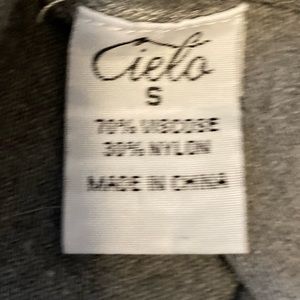 Cielo
S
70% VISCOSE
30% NYLON
MADE IN CHINA